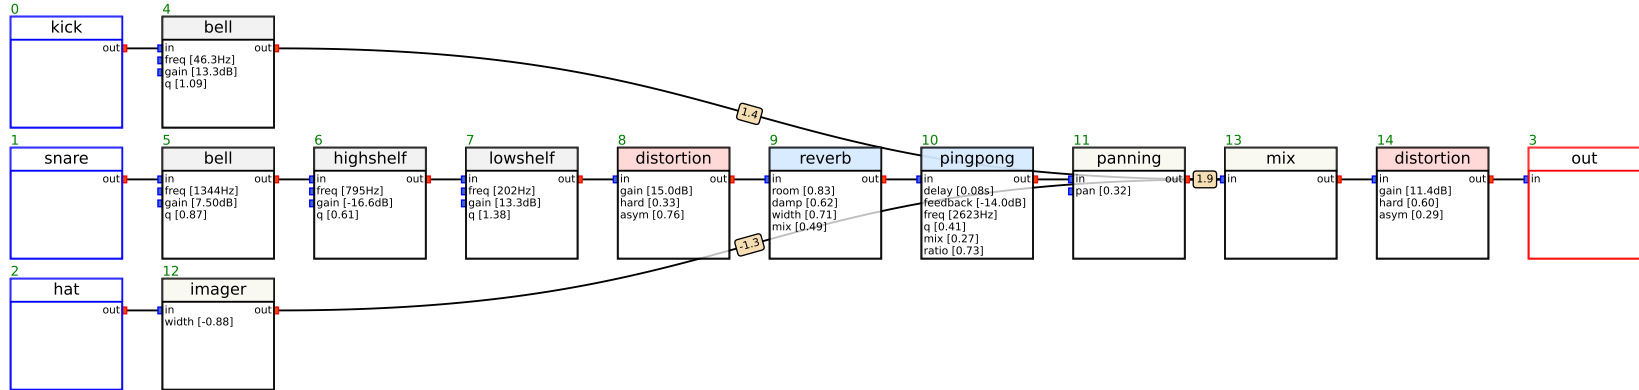 0
kick
out
4
bell
in out
freq [46.3Hz]
gain [13.3dB]
q [1.09]
1.4
1
snare
out
5
bell
in out
freq [1344Hz]
gain [7.50dB]
q [0.87]
6
highshelf
in out
freq [795Hz]
gain [-16.6dB]
q [0.61]
7
lowshelf
in out
freq [202Hz]
gain [13.3dB]
q [1.38]
8
distortion
in out
gain [15.0dB]
hard [0.33]
asym [0.76]
9
reverb
in out
room [0.83]
damp [0.62]
width [0.71]
mix [0.49]
10
pingpong
in out
delay [0.08s]
feedback [-14.0dB]
freq [2623Hz]
q [0.41]
mix [0.27]
ratio [0.73]
11
panning
in out
pan [0.32]
1.9
13
mix
in out
14
distortion
in out
gain [11.4dB]
hard [0.60]
asym [0.29]
3
out
in
-1.3
2
hat
out
12
imager
in out
width [-0.88]